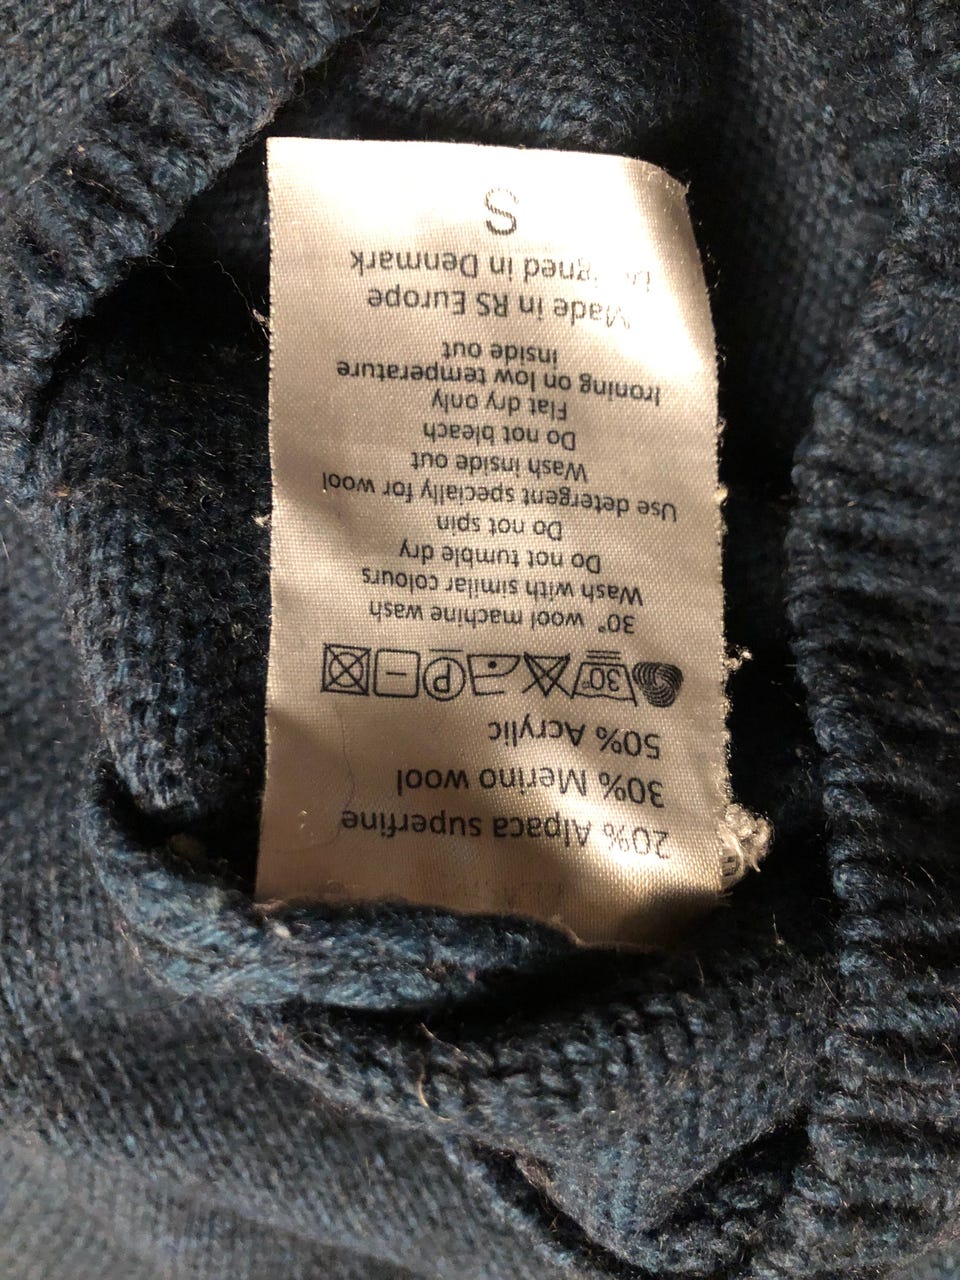 20% Alpaca superfine
30% Merino wool
50% Acrylic
30 P
30° wool machine wash
Wash with similar colours
Do not tumble dry
Do not spin
Use detergent specially for wool
Wash inside out
Do not bleach
Flat dry only
Ironing on low temperature
inside out
Made in RS Europe
Designed in Denmark
S